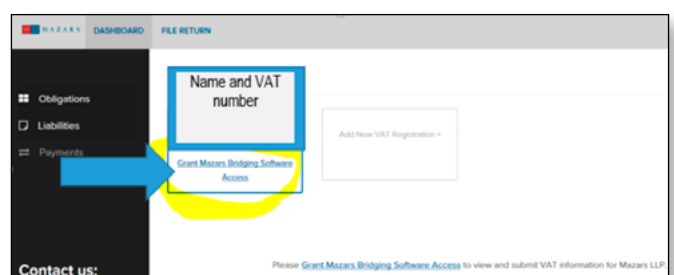 MAZARS DASHBOARD FILE RETURN
Name and VAT
number
Obligations
Liabilities
Payments
Add New VAT Registration +
Grant Mazars Bridging Software
Access
Contact us:
Please Grant Mazars Bridging Software Access to view and submit VAT information for Mazars LLP.